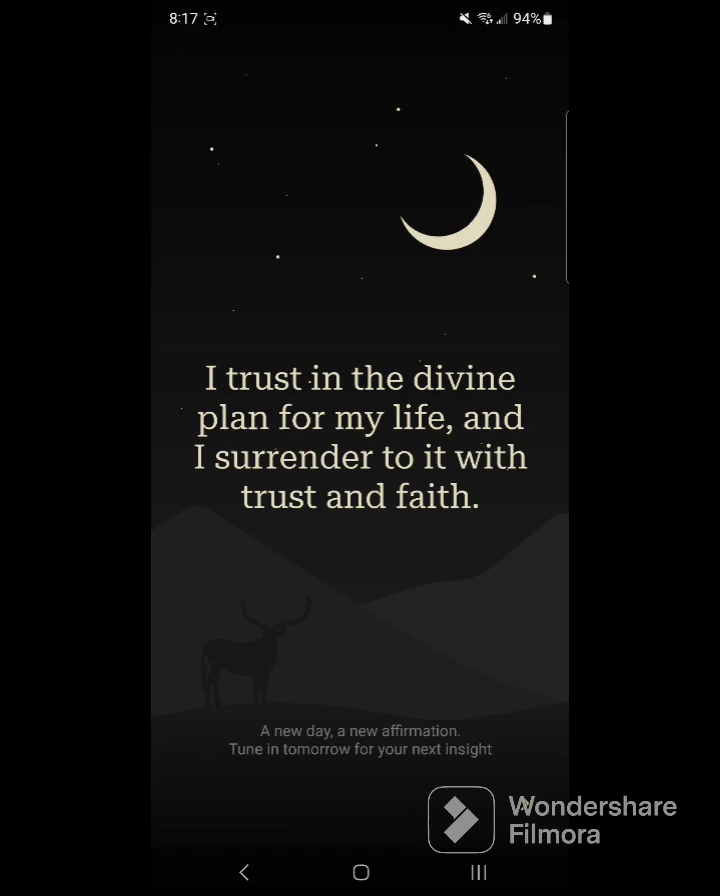 8:17 94%
I trust in the divine
plan for my life, and
I surrender to it with
trust and faith.
A new day, a new affirmation.
Tune in tomorrow for your next insight
Wondershare
Filmora